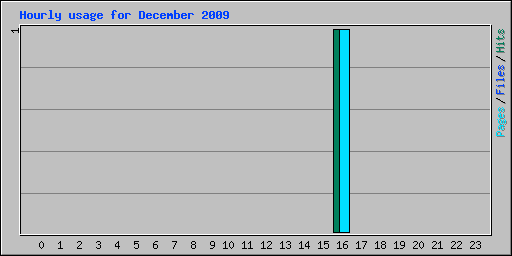 Hourly usage for December 2009
1
Pages/Files/Hits
0 1 2 3 4 5 6 7 8 9 10 11 12 13 14 15 16 17 18 19 20 21 22 23